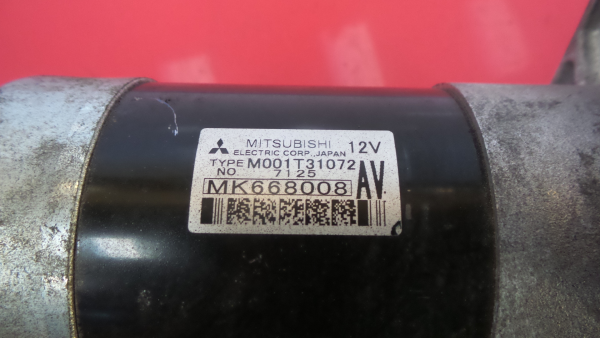 MITSUBISHI 12V
ELECTRIC CORP., JAPAN
TYPE M001T31072
NO. 7125
MK668008 AV